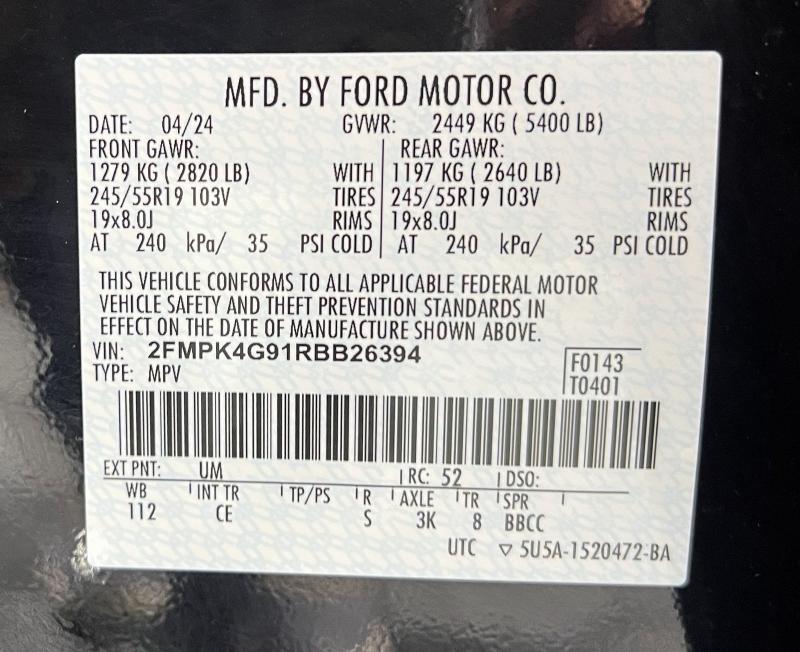 MFD. BY FORD MOTOR CO.
DATE: 04/24 GVWR: 2449 KG ( 5400 LB)
FRONT GAWR: REAR GAWR:
1279 KG ( 2820 LB) WITH 1197 KG ( 2640 LB) WITH
245/55R19 103V TIRES 245/55R19 103V TIRES
19x8.0J RIMS 19x8.0J RIMS
AT 240 kPa/ 35 PSI COLD AT 240 kPa/ 35 PSI COLD
THIS VEHICLE CONFORMS TO ALL APPLICABLE FEDERAL MOTOR
VEHICLE SAFETY AND THEFT PREVENTION STANDARDS IN
EFFECT ON THE DATE OF MANUFACTURE SHOWN ABOVE.
VIN: 2FMPK4G91RBB26394
TYPE: MPV
F0143
T0401
EXT PNT: UM RC: 52 DSO:
WB INT TR TP/PS R AXLE TR SPR
112 CE S 3K 8 BBCC
UTC ▽ 5U5A-1520472-BA